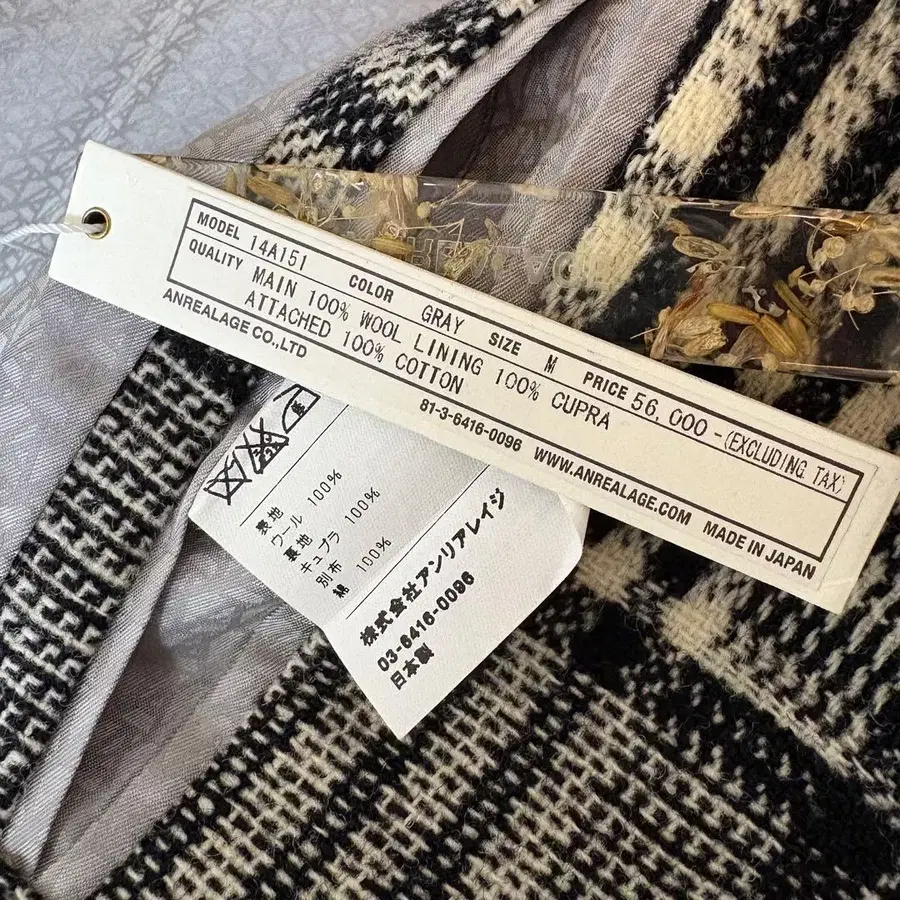 MODEL 14A151 COLOR GRAY SIZE M PRICE 56,000-(EXCLUDING TAX)
QUALITY MAIN 100% WOOL LINING 100% CUPRA
ATTACHED 100% COTTON
ANREALAGE CO.,LTD 81-3-6416-0096 WWW.ANREALAGE.COM MADE IN JAPAN
表地
ウール 100%
裏地
キュプラ 100%
別布
綿 100%
株式会社アンリアレイジ
03-6416-0096
日本製